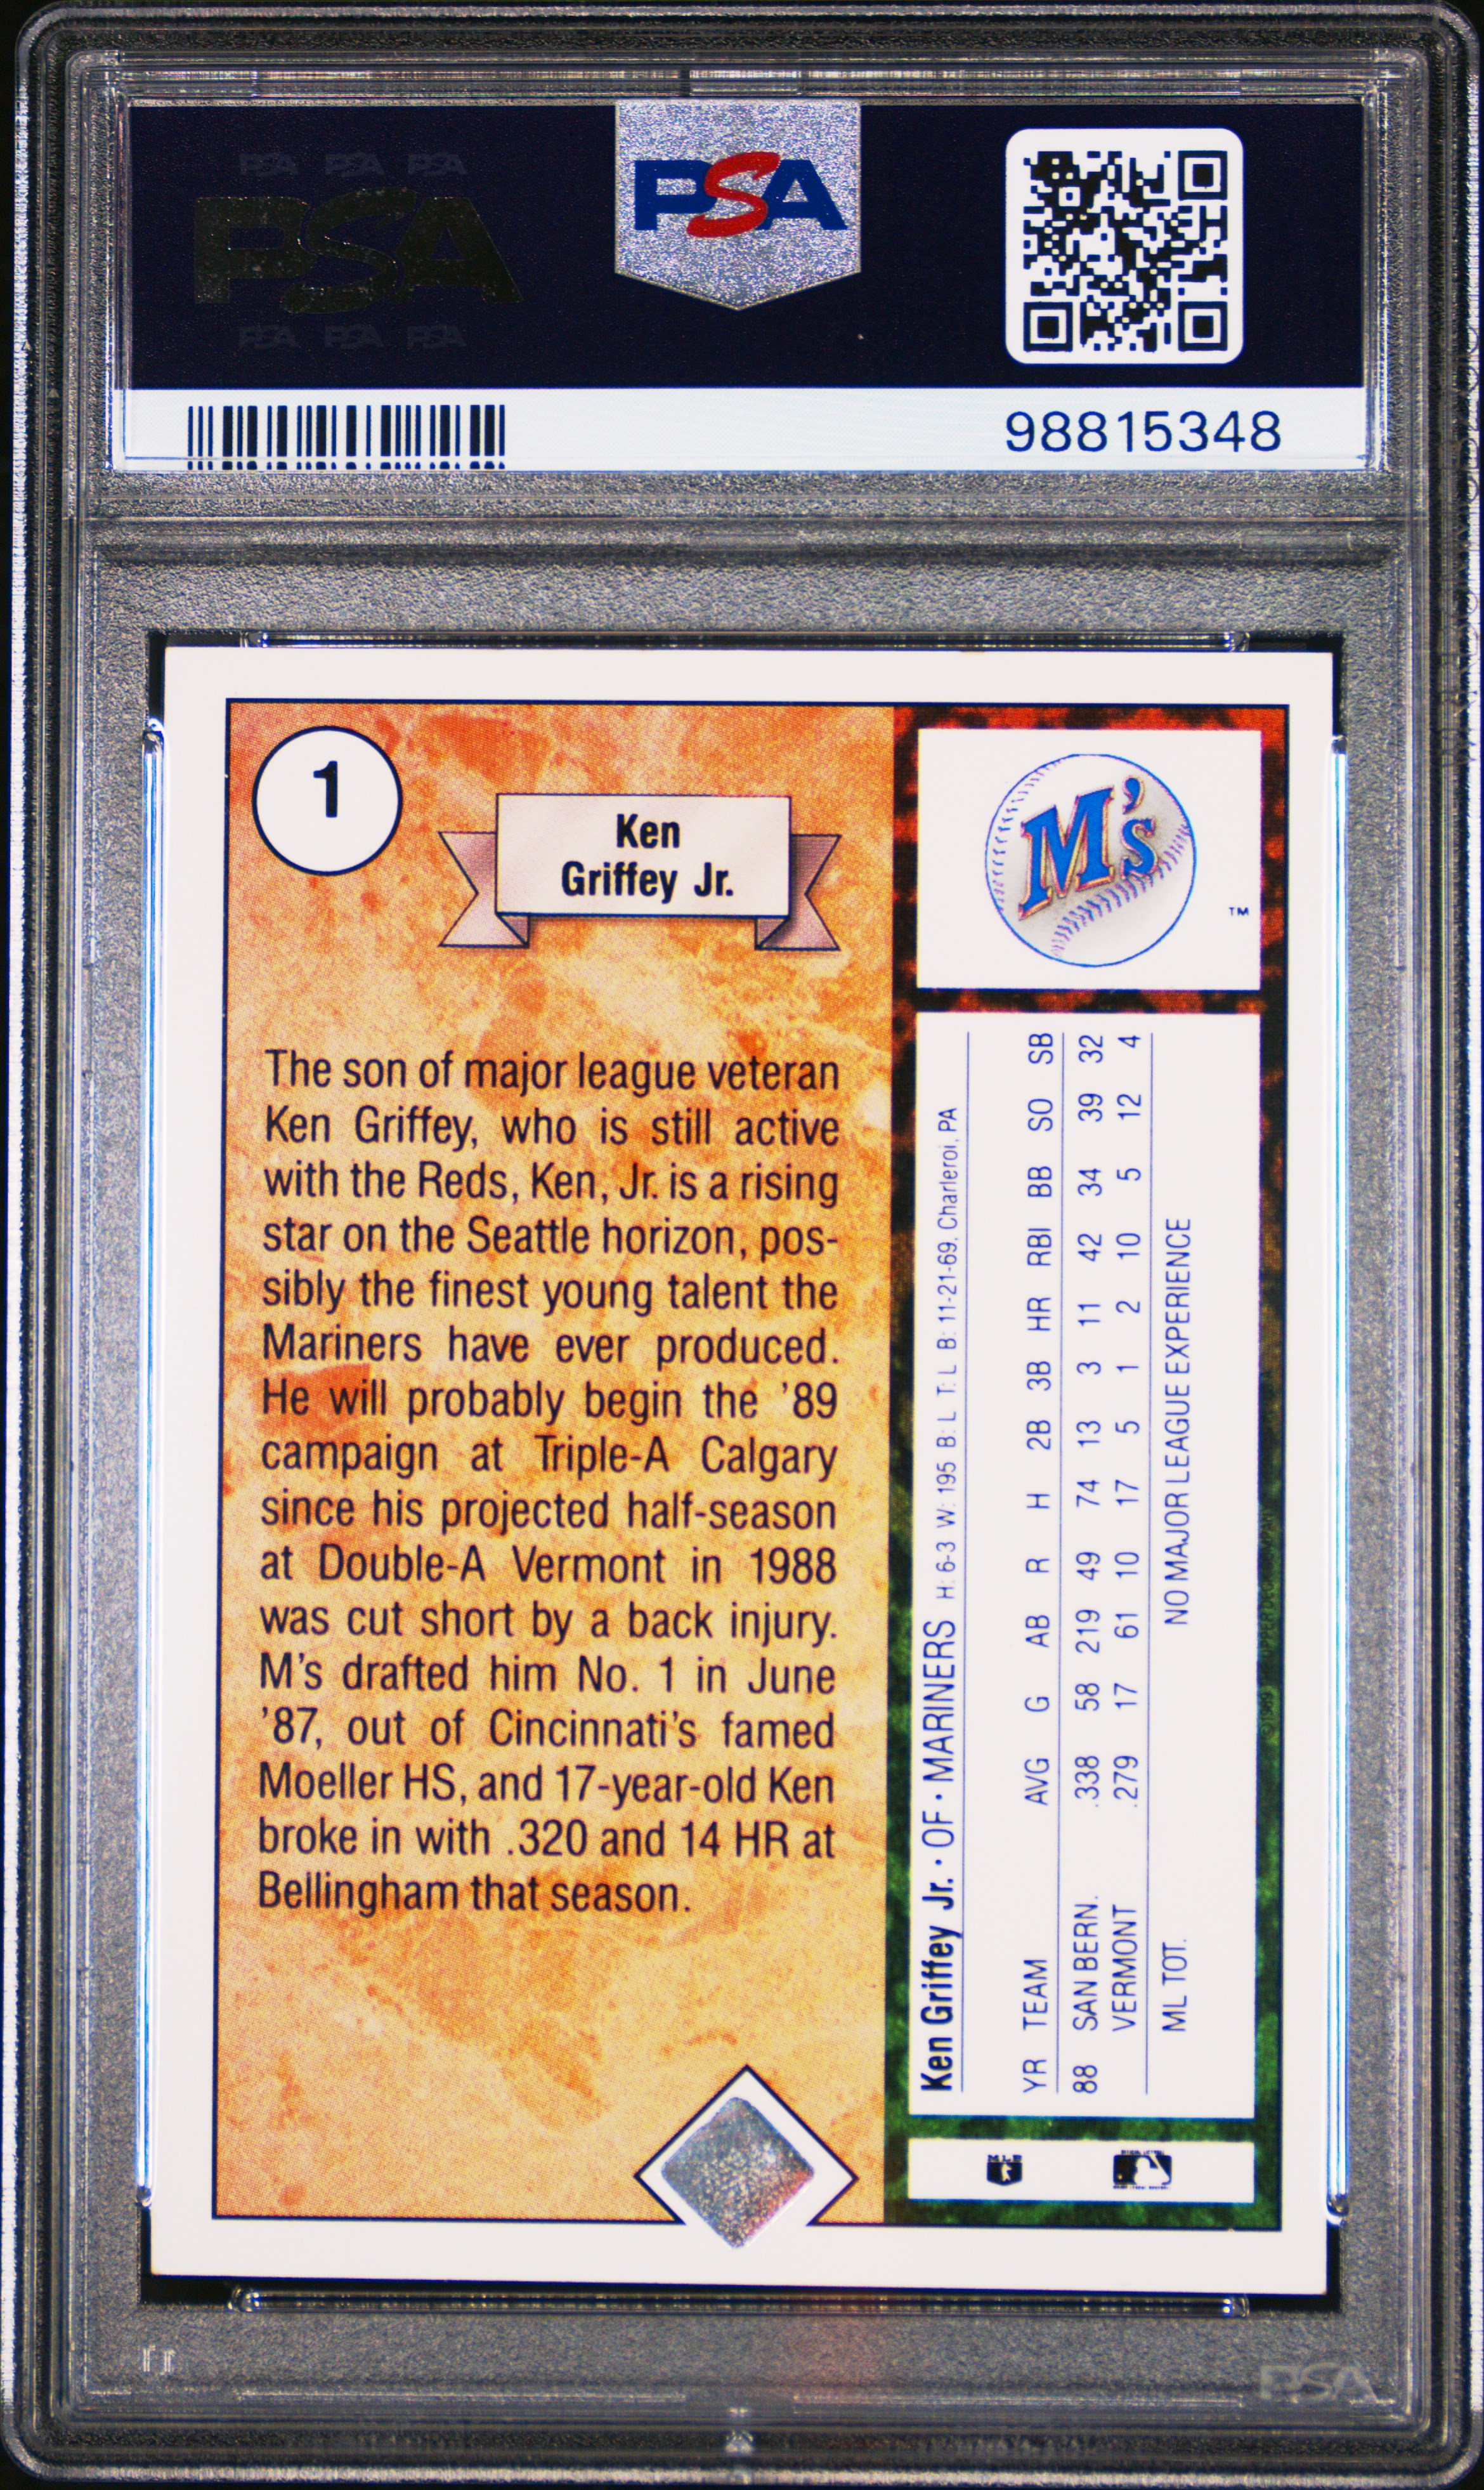 PSA PSA PSA
PSA
PSA PSA PSA
PSA
98815348
1
Ken
Griffey Jr.
The son of major league veteran
Ken Griffey, who is still active
with the Reds, Ken, Jr. is a rising
star on the Seattle horizon, pos-
sibly the finest young talent the
Mariners have ever produced.
He will probably begin the '89
campaign at Triple-A Calgary
since his projected half-season
at Double-A Vermont in 1988
was cut short by a back injury.
M's drafted him No. 1 in June
'87, out of Cincinnati's famed
Moeller HS, and 17-year-old Ken
broke in with .320 and 14 HR at
Bellingham that season.
M's
TM
Ken Griffey Jr. • OF • MARINERS H: 6-3 W: 195 B: L T: L B: 11-21-69, Charleroi, PA
YR TEAM AVG G AB R H 2B 3B HR RBI BB SO SB
88 SAN BERN. .338 58 219 49 74 13 3 11 42 34 39 32
VERMONT .279 17 61 10 17 5 1 2 10 5 12 4
ML TOT. NO MAJOR LEAGUE EXPERIENCE
PSA